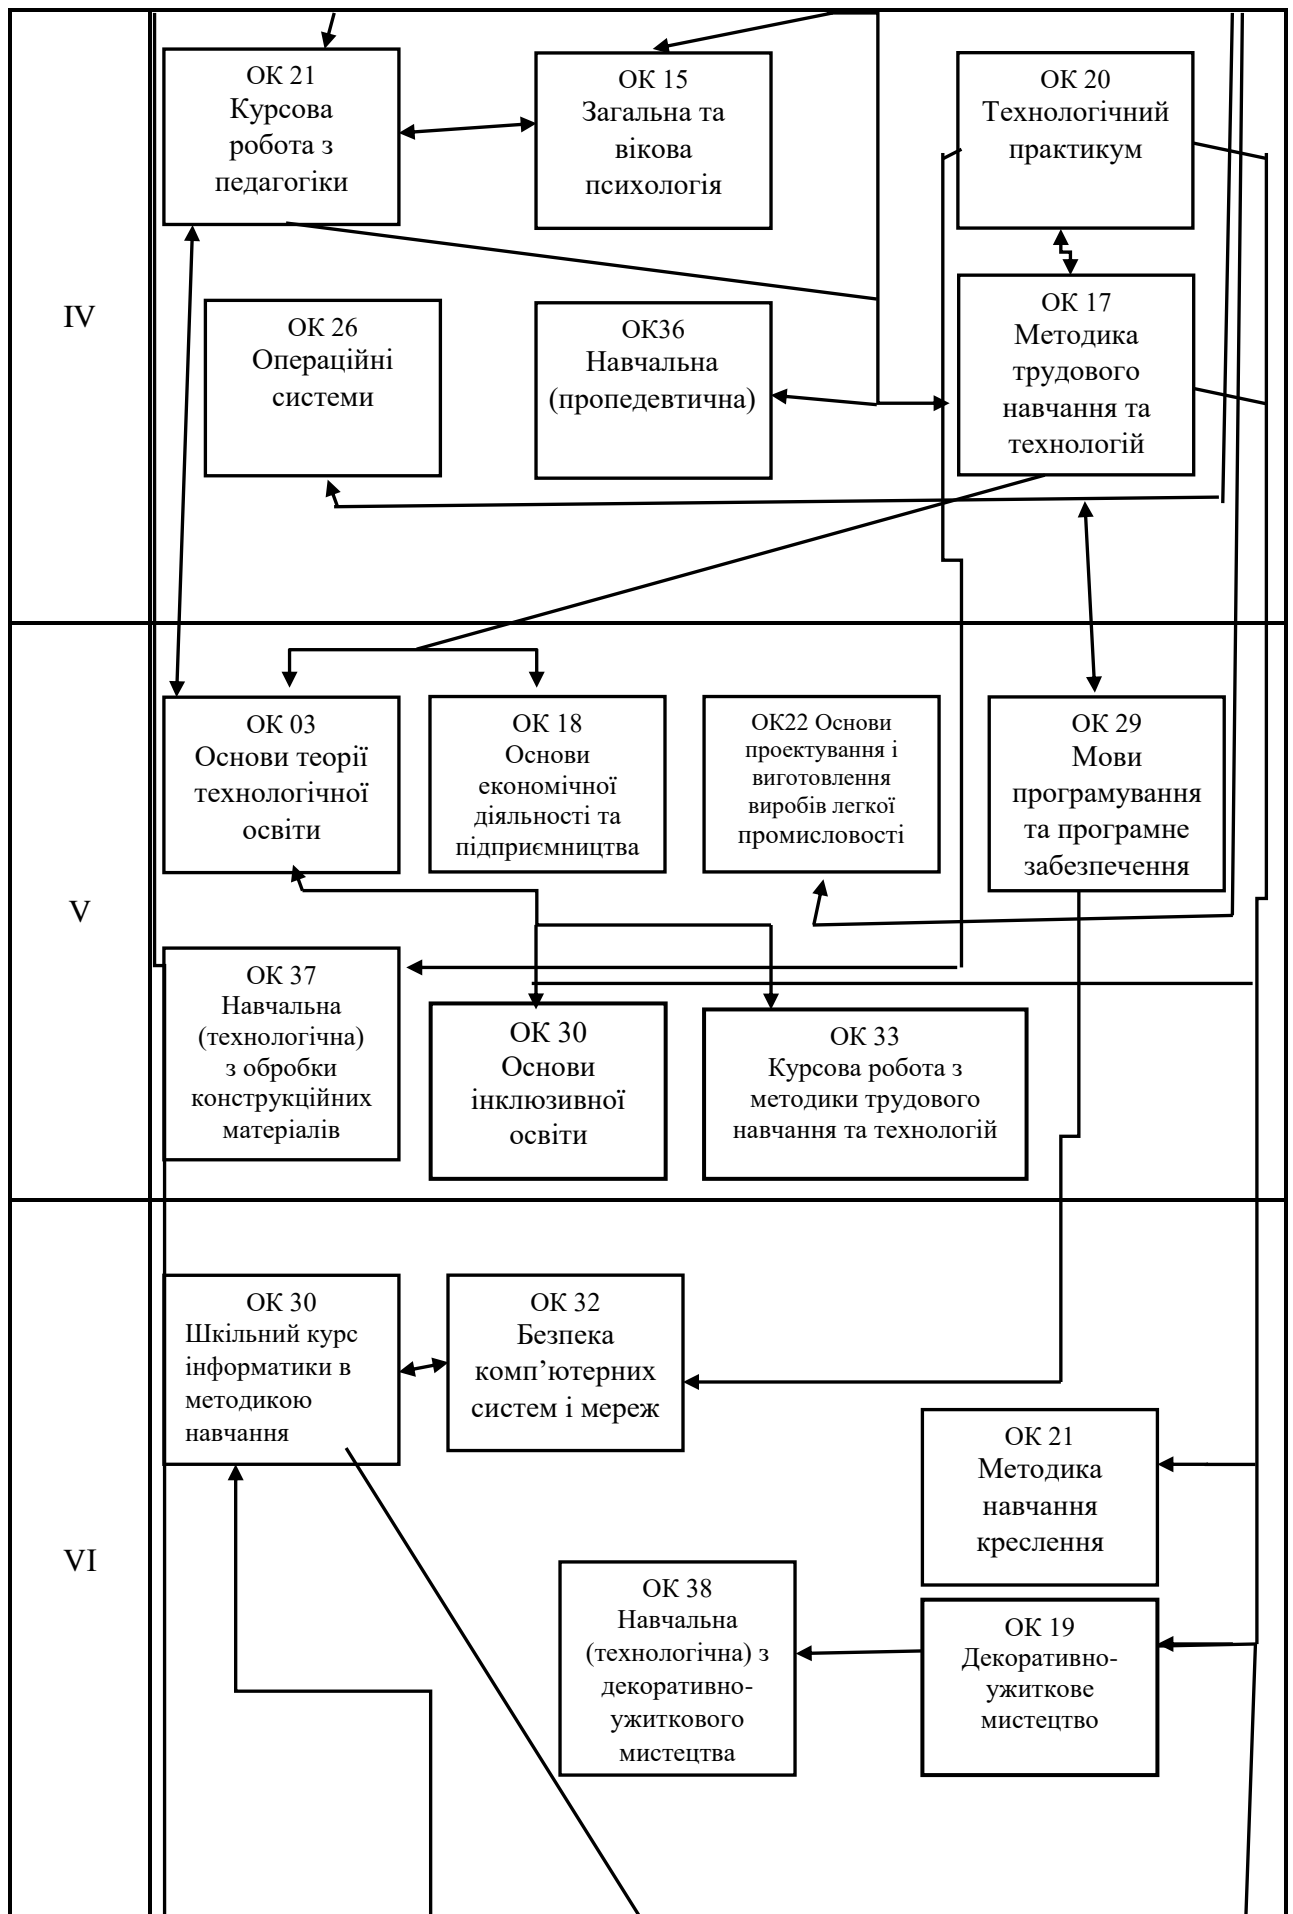 IV
ОК 21
Курсова
робота з
педагогіки
ОК 15
Загальна та
вікова
психологія
ОК 20
Технологічний
практикум
ОК 26
Операційні
системи
ОК36
Навчальна
(пропедевтична)
ОК 17
Методика
трудового
навчання та
технологій
V
ОК 03
Основи теорії
технологічної
освіти
ОК 18
Основи
економічної
діяльності та
підприємництва
ОК22 Основи
проектування і
виготовлення
виробів легкої
промисловості
ОК 29
Мови
програмування
та програмне
забезпечення
ОК 37
Навчальна
(технологічна)
з обробки
конструкційних
матеріалів
ОК 30
Основи
інклюзивної
освіти
ОК 33
Курсова робота з
методики трудового
навчання та технологій
VI
ОК 30
Шкільний курс
інформатики в
методикою
навчання
ОК 32
Безпека
комп’ютерних
систем і мереж
ОК 21
Методика
навчання
креслення
ОК 38
Навчальна
(технологічна) з
декоративно-
ужиткового
мистецтва
ОК 19
Декоративно-
ужиткове
мистецтво